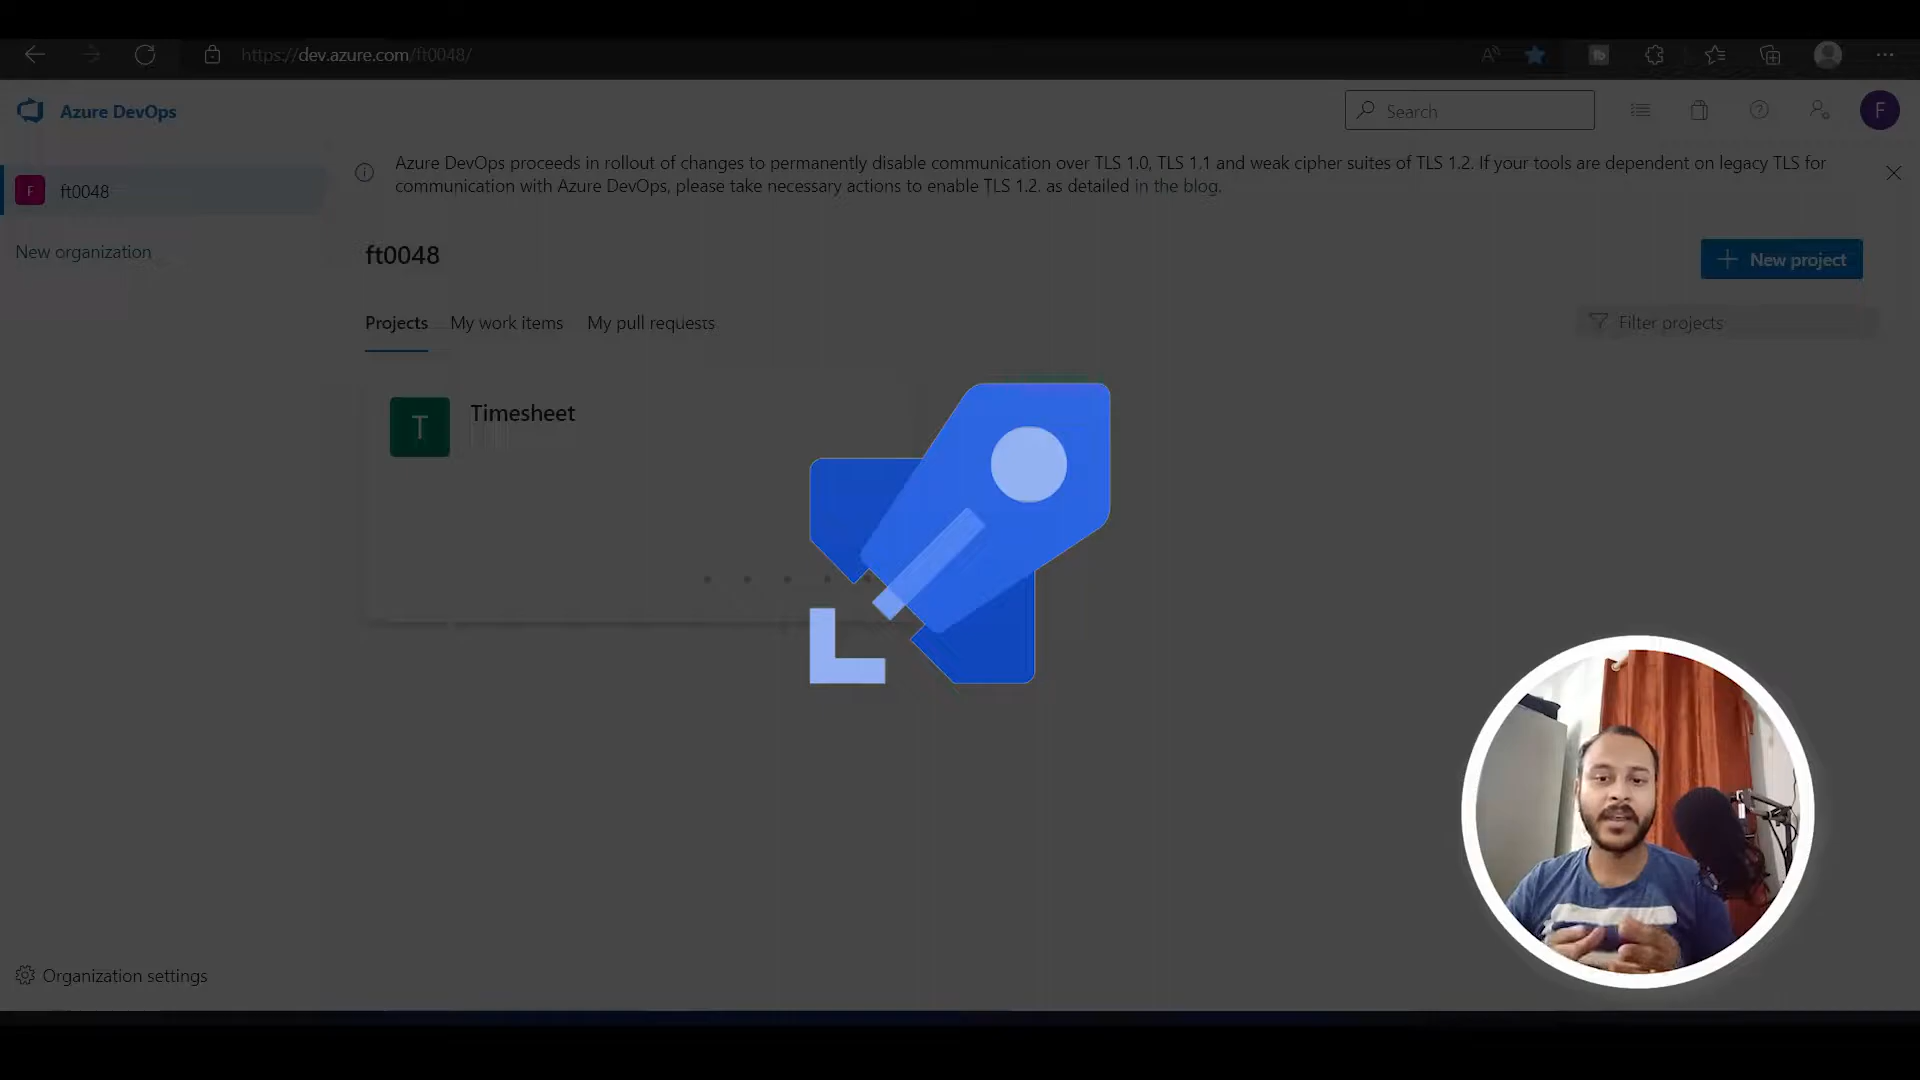 https://dev.azure.com/ft0048/
Azure DevOps
Search
F
F
ft0048
Azure DevOps proceeds in rollout of changes to permanently disable communication over TLS 1.0, TLS 1.1 and weak cipher suites of TLS 1.2. If your tools are dependent on legacy TLS for
communication with Azure DevOps, please take necessary actions to enable TLS 1.2. as detailed in the blog.
New organization
ft0048
New project
Projects
My work items
My pull requests
Filter projects
T
Timesheet
Organization settings